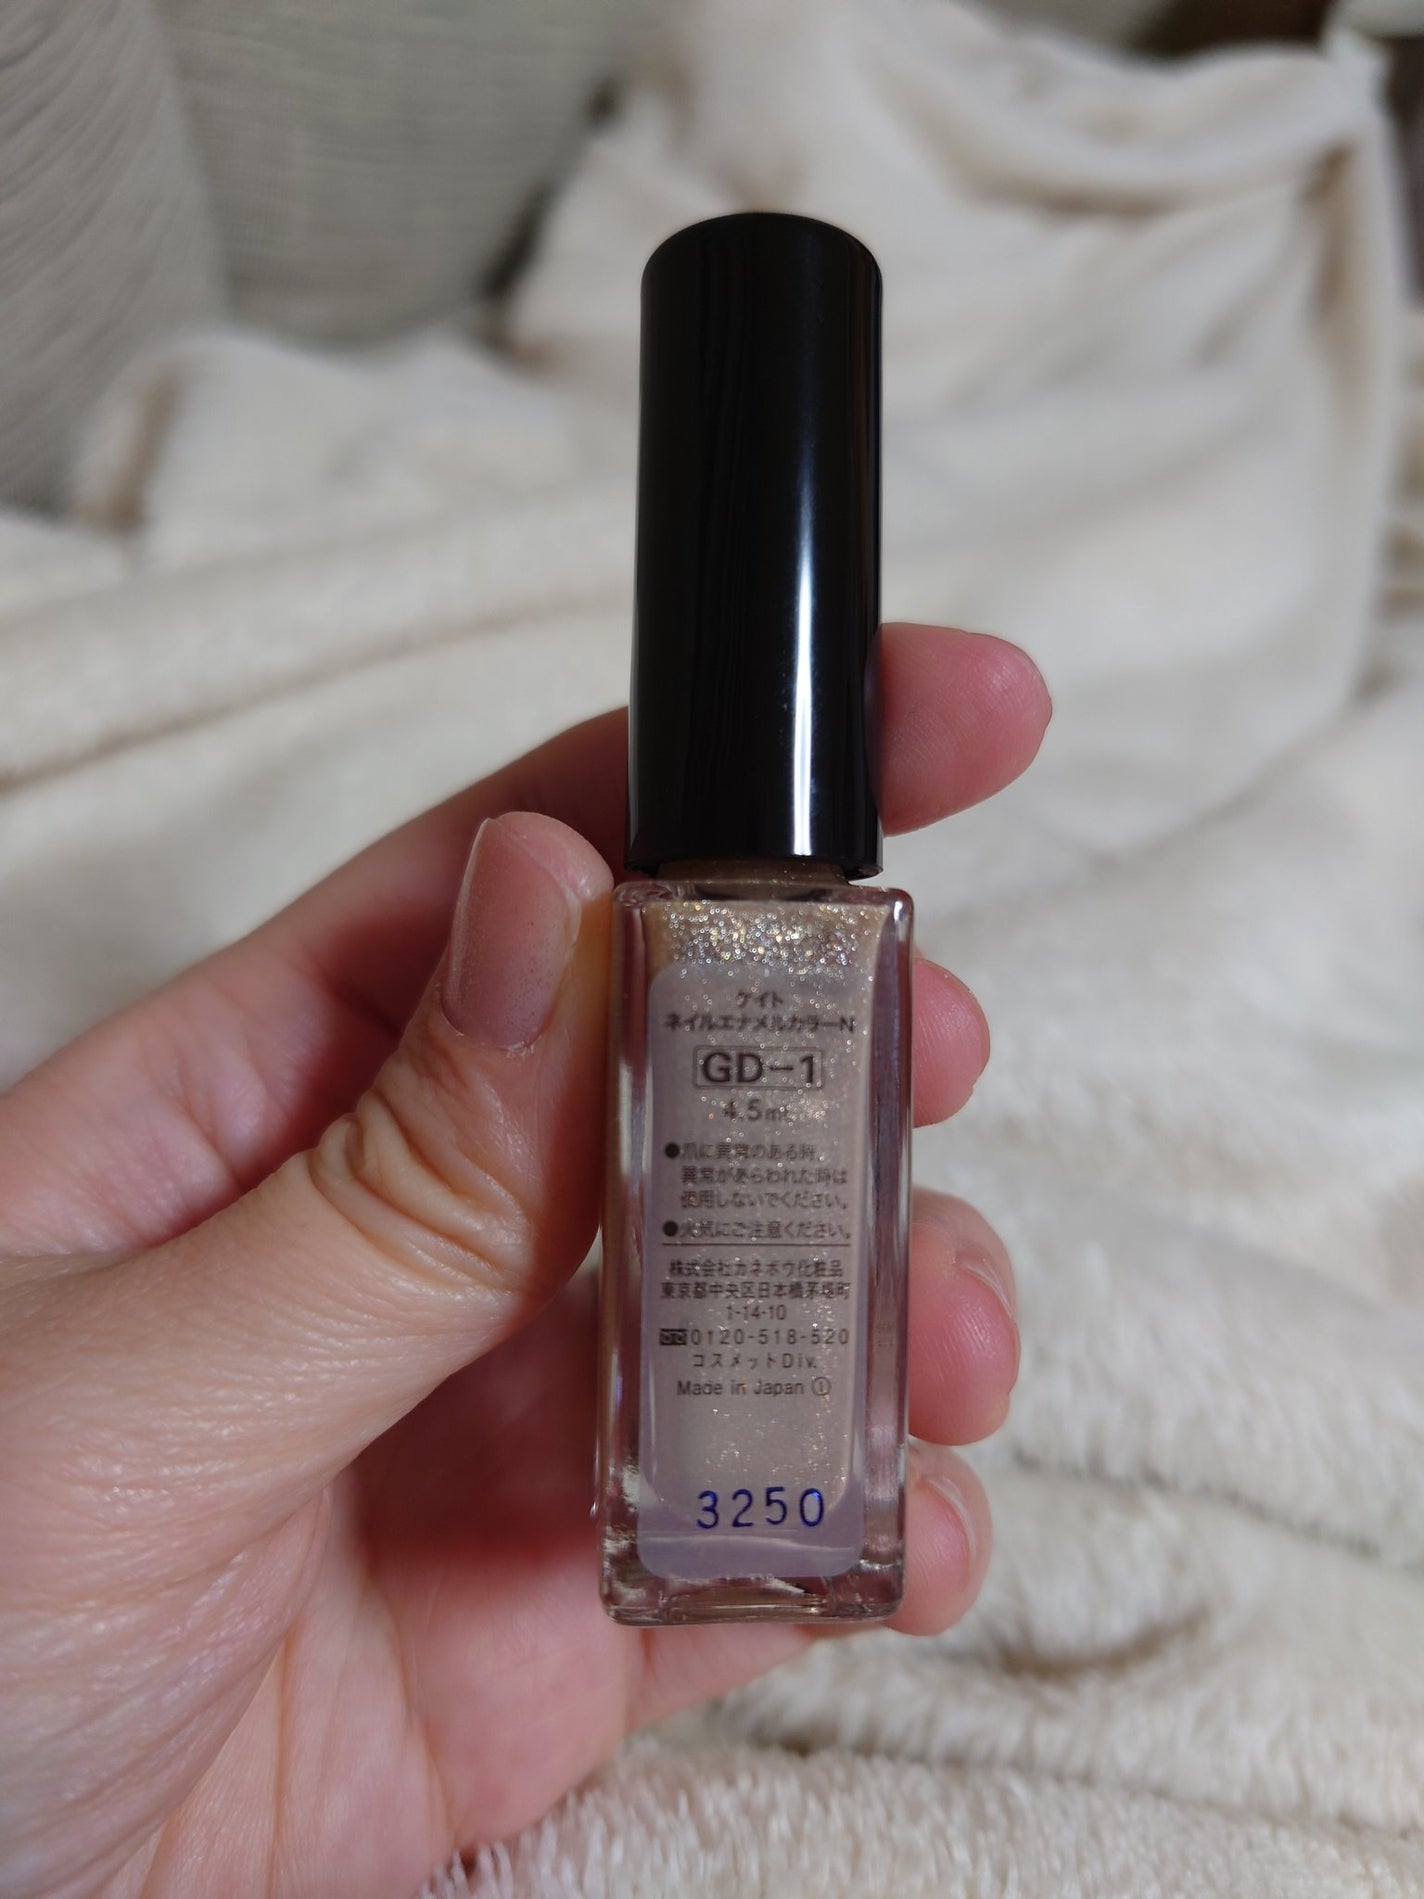 ケイト
ネイルエナメルカラーN
GD-1
4.5mL
●爪に異常のある時、
異常があらわれた時は
使用しないでください。
●火気にご注意ください。
株式会社カネボウ化粧品
東京都中央区日本橋茅場町
1-14-10
0120-518-520
コスメットDiv.
Made in Japan ①
3250